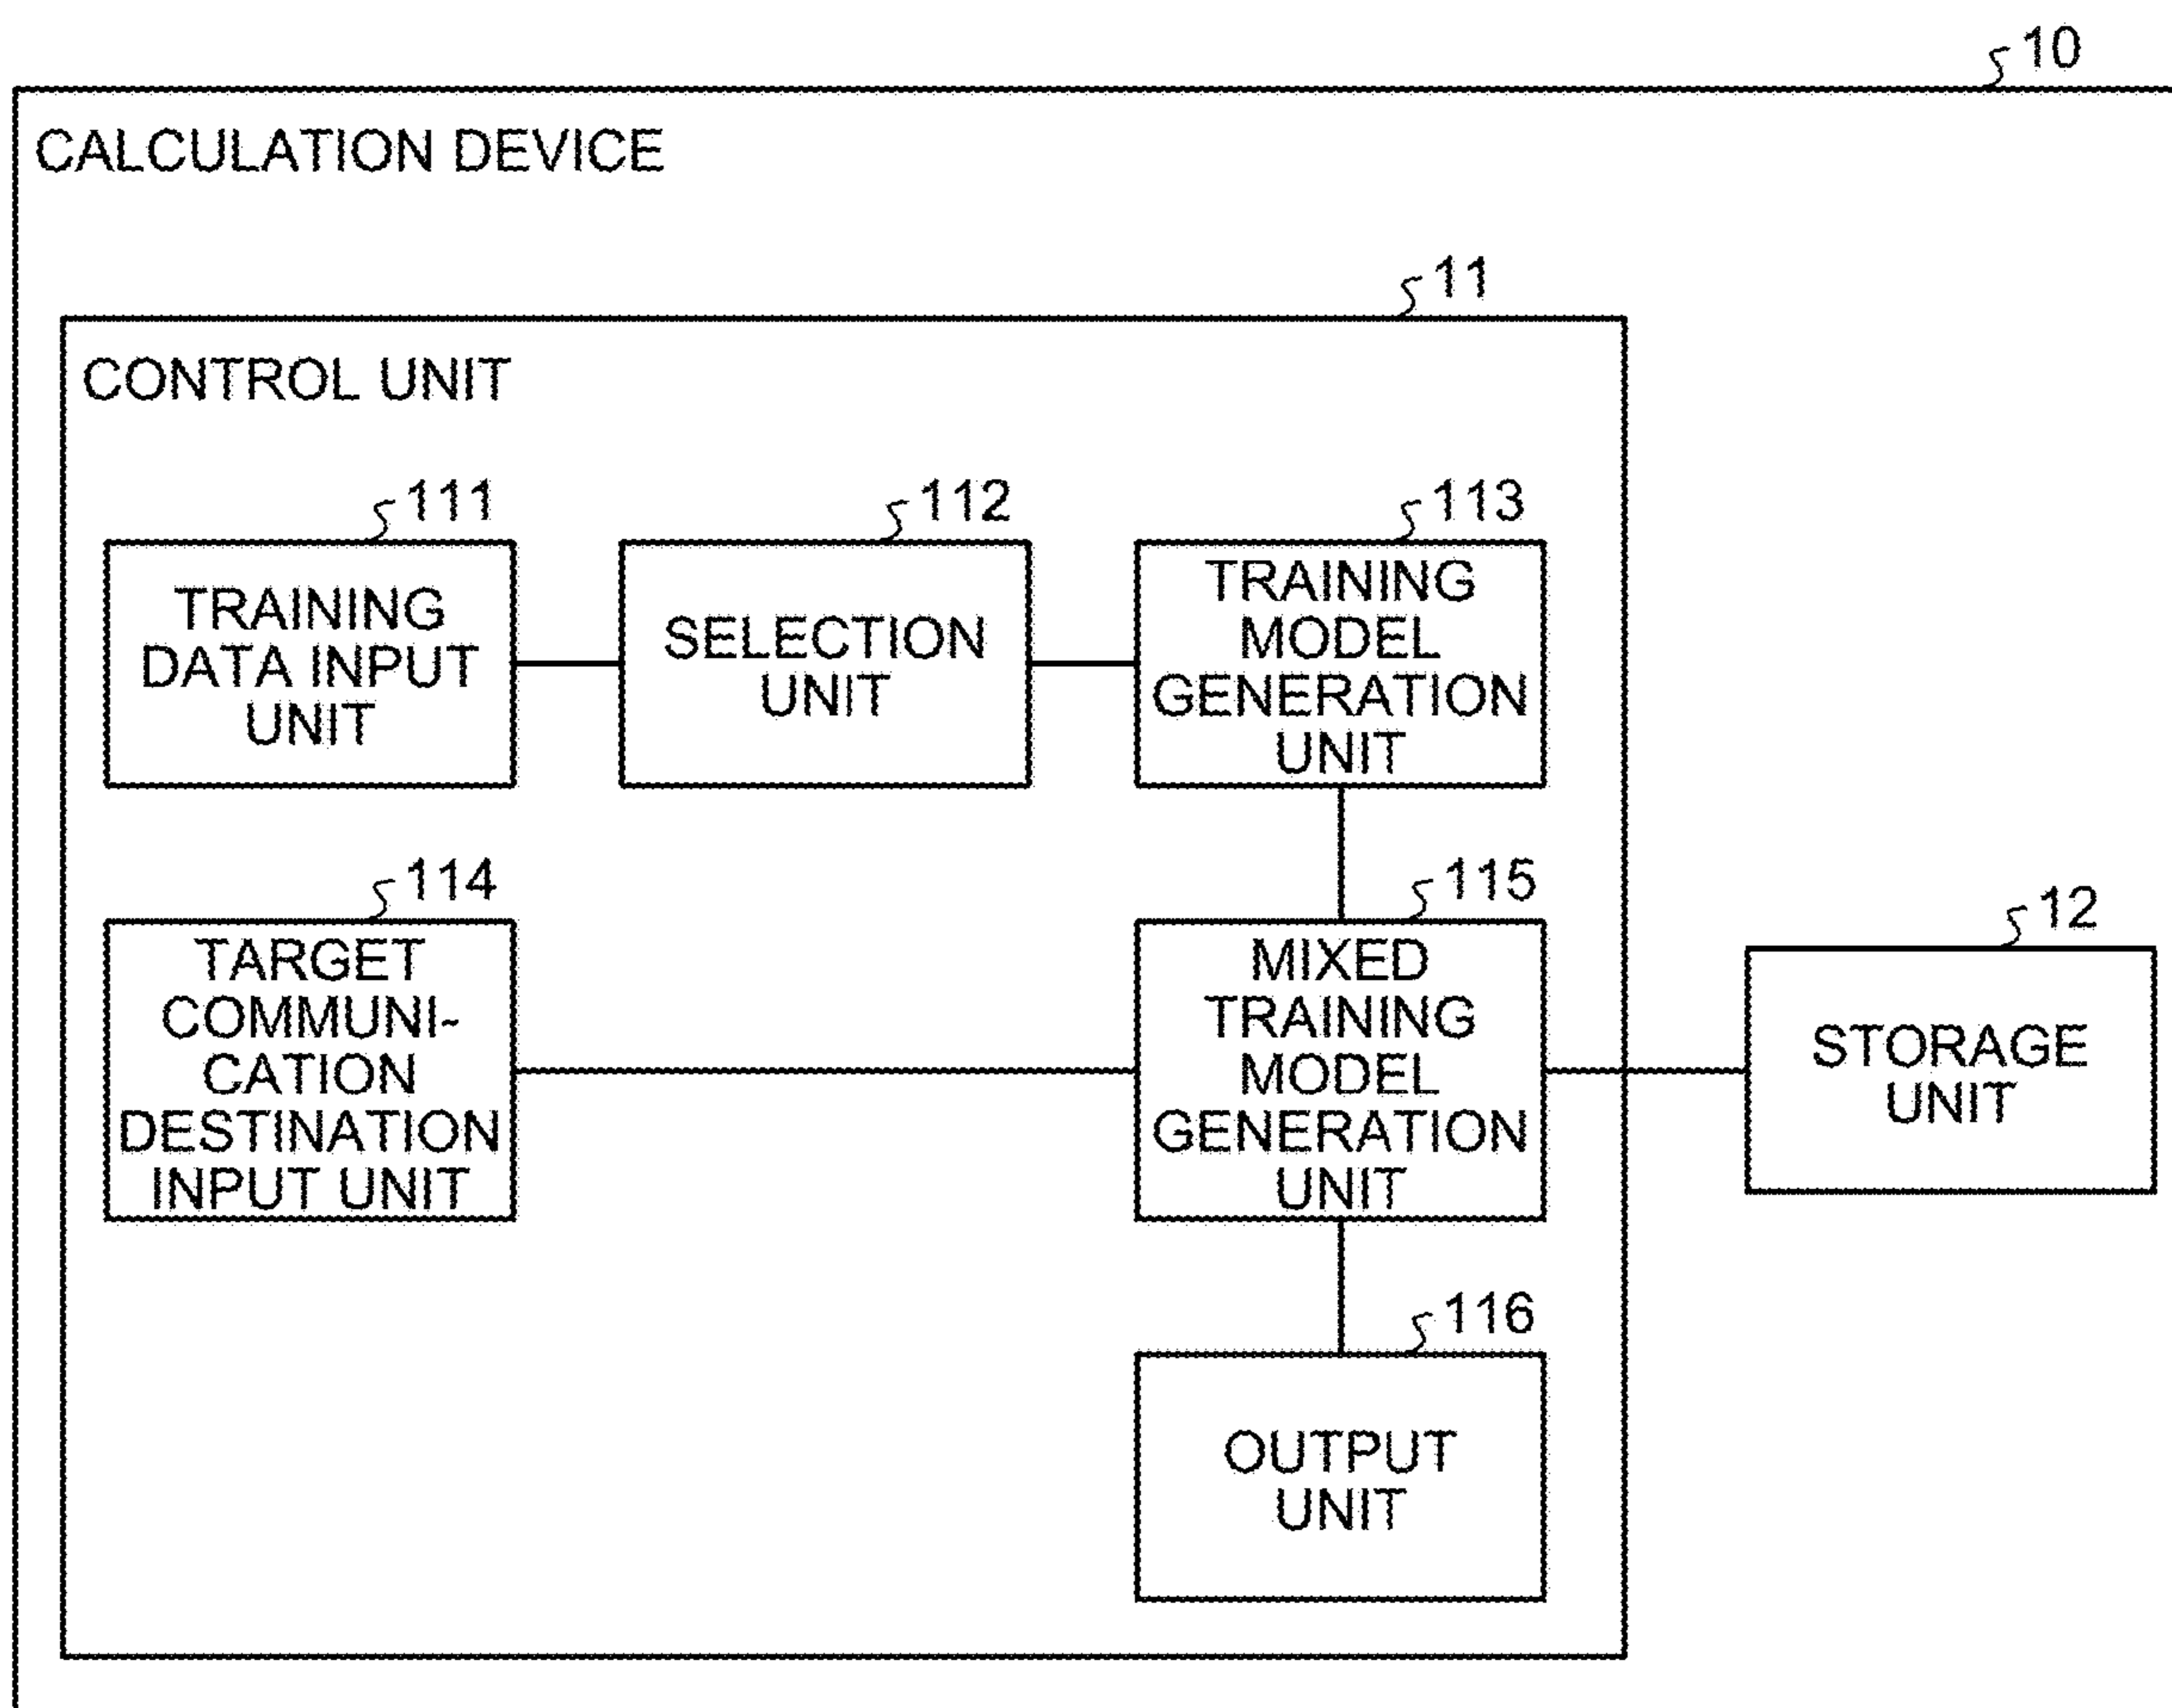 10
CALCULATION DEVICE
11
CONTROL UNIT
111
TRAINING
DATA INPUT
UNIT
112
SELECTION
UNIT
113
TRAINING
MODEL
GENERATION
UNIT
114
TARGET
COMMUNI-
CATION
DESTINATION
INPUT UNIT
115
MIXED
TRAINING
MODEL
GENERATION
UNIT
12
STORAGE
UNIT
116
OUTPUT
UNIT